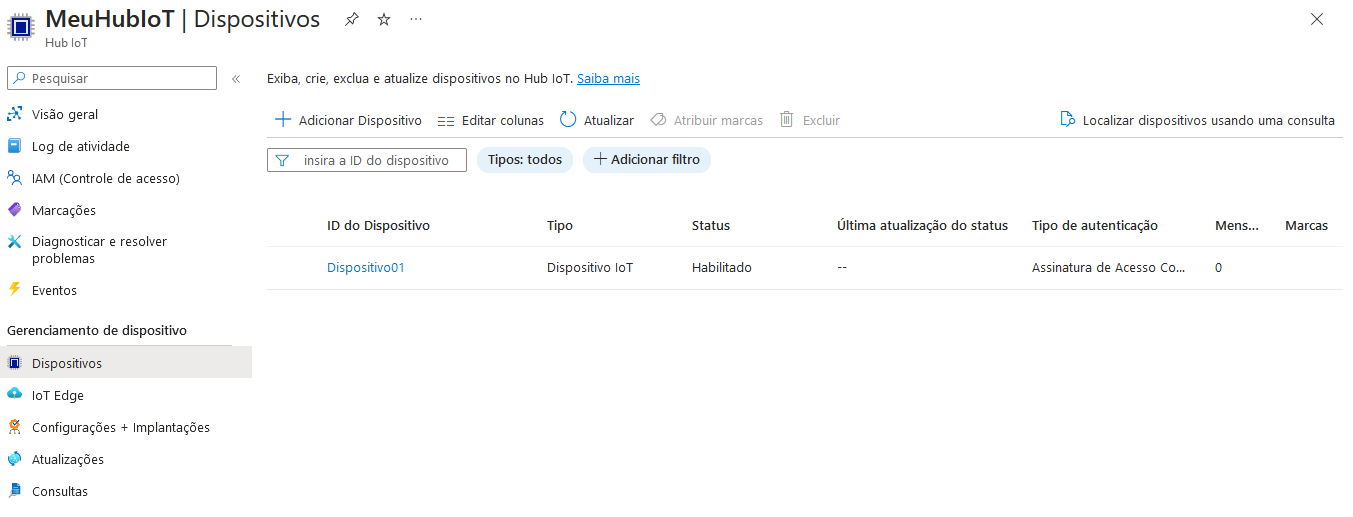 MeuHubIoT | Dispositivos
Hub IoT
Pesquisar
Visão geral
Log de atividade
IAM (Controle de acesso)
Marcações
Diagnosticar e resolver
problemas
Eventos
Gerenciamento de dispositivo
Dispositivos
IoT Edge
Configurações + Implantações
Atualizações
Consultas
Exiba, crie, exclua e atualize dispositivos no Hub IoT. Saiba mais
Adicionar Dispositivo Editar colunas Atualizar Atribuir marcas Excluir Localizar dispositivos usando uma consulta
insira a ID do dispositivo Tipos: todos Adicionar filtro
ID do Dispositivo Tipo Status Última atualização do status Tipo de autenticação Mens... Marcas
Dispositivo01 Dispositivo IoT Habilitado -- Assinatura de Acesso Co... 0